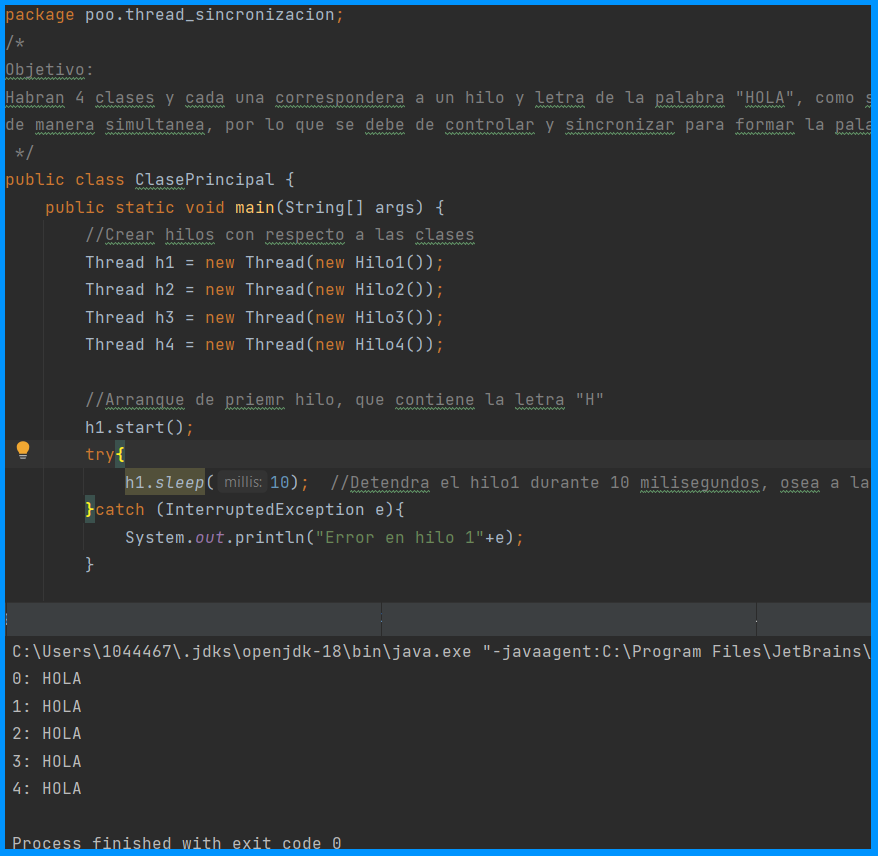 package poo.thread_sincronizacion;
/*
Objetivo:
Habran 4 clases y cada una correspondera a un hilo y letra de la palabra "HOLA", como
de manera simultanea, por lo que se debe de controlar y sincronizar para formar la pala
*/
public class ClasePrincipal {
public static void main(String[] args) {
//Crear hilos con respecto a las clases
Thread h1 = new Thread(new Hilo1());
Thread h2 = new Thread(new Hilo2());
Thread h3 = new Thread(new Hilo3());
Thread h4 = new Thread(new Hilo4());
//Arranque de priemr hilo, que contiene la letra "H"
h1.start();
try{
h1.sleep( millis: 10); //Detendra el hilo1 durante 10 milisegundos, osea a la
}catch (InterruptedException e){
System.out.println("Error en hilo 1"+e);
}
C:\Users\1044467\.jdks\openjdk-18\bin\java.exe "-javaagent:C:\Program Files\JetBrains\
0: HOLA
1: HOLA
2: HOLA
3: HOLA
4: HOLA
Process finished with exit code 0